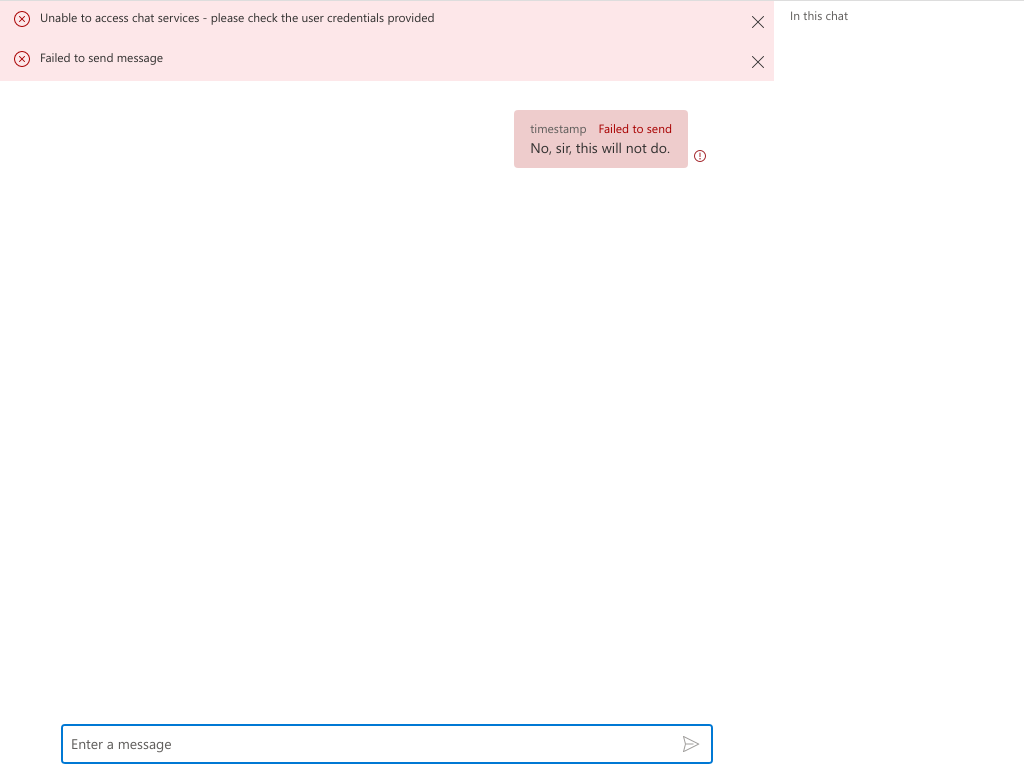 Unable to access chat services - please check the user credentials provided
In this chat
Failed to send message
timestamp Failed to send
No, sir, this will not do.
Enter a message